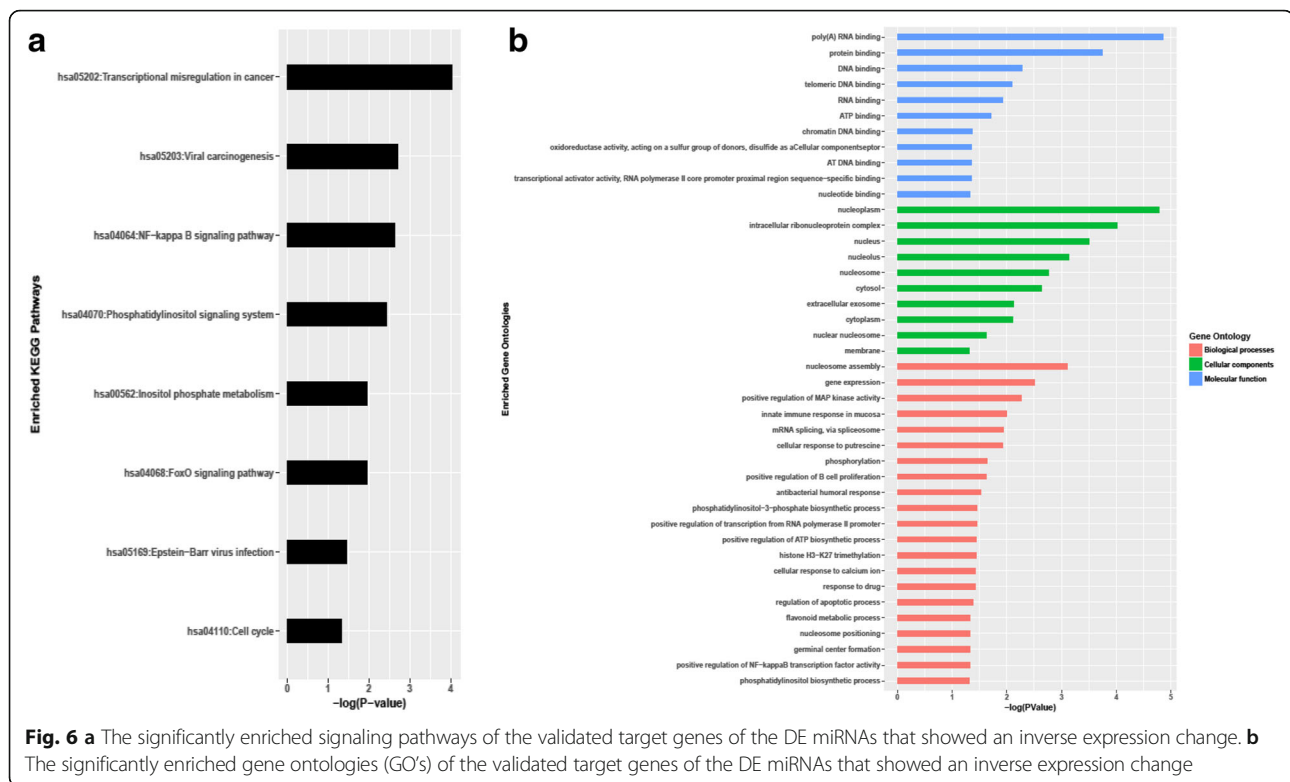 a
Enriched KEGG Pathways
hsa05202:Transcriptional misregulation in cancer
hsa05203:Viral carcinogenesis
hsa04064:NF-kappa B signaling pathway
hsa04070:Phosphatidylinositol signaling system
hsa00562:Inositol phosphate metabolism
hsa04068:FoxO signaling pathway
hsa05169:Epstein-Barr virus infection
hsa04110:Cell cycle
0 1 2 3 4
-log(P-value)
b
Enriched Gene Ontologies
poly(A) RNA binding
protein binding
DNA binding
telomeric DNA binding
RNA binding
ATP binding
chromatin DNA binding
oxidoreductase activity, acting on a sulfur group of donors, disulfide as aCellular componentseptor
AT DNA binding
transcriptional activator activity, RNA polymerase II core promoter proximal region sequence-specific binding
nucleotide binding
nucleoplasm
intracellular ribonucleoprotein complex
nucleus
nucleolus
nucleosome
cytosol
extracellular exosome
cytoplasm
nuclear nucleosome
membrane
nucleosome assembly
gene expression
positive regulation of MAP kinase activity
innate immune response in mucosa
mRNA splicing, via spliceosome
cellular response to putrescine
phosphorylation
positive regulation of B cell proliferation
antibacterial humoral response
phosphatidylinositol-3-phosphate biosynthetic process
positive regulation of transcription from RNA polymerase II promoter
positive regulation of ATP biosynthetic process
histone H3-K27 trimethylation
cellular response to calcium ion
response to drug
regulation of apoptotic process
flavonoid metabolic process
nucleosome positioning
germinal center formation
positive regulation of NF-kappaB transcription factor activity
phosphatidylinositol biosynthetic process
0 1 2 3 4 5
-log(PValue)
Gene Ontology
Biological processes
Cellular components
Molecular function
Fig. 6 a The significantly enriched signaling pathways of the validated target genes of the DE miRNAs that showed an inverse expression change. b
The significantly enriched gene ontologies (GO's) of the validated target genes of the DE miRNAs that showed an inverse expression change